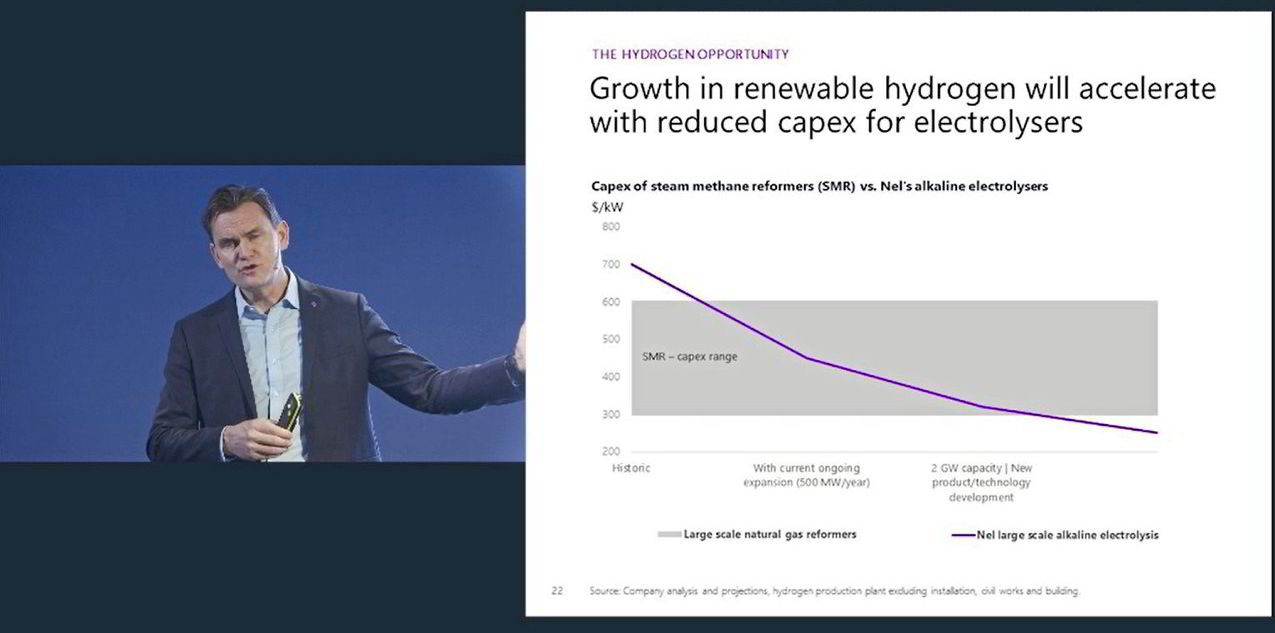 THE HYDROGEN OPPORTUNITY
Growth in renewable hydrogen will accelerate
with reduced capex for electrolysers
Capex of steam methane reformers (SMR) vs. Nel's alkaline electrolysers
$/kW
800
700
600
500
400
300
200
SMR – capex range
Historic
With current ongoing
expansion (500 MW/year)
2 GW capacity | New
product/technology
development
Large scale natural gas reformers
Nel large scale alkaline electrolysis
22
Source: Company analysis and projections, hydrogen production plant excluding installation, civil works and building.